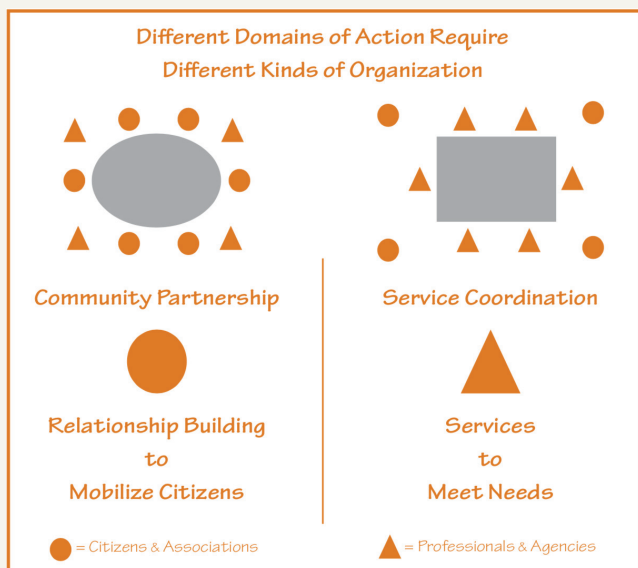 Different Domains of Action Require
Different Kinds of Organization
Community Partnership
Relationship Building
to
Mobilize Citizens
= Citizens & Associations
Service Coordination
Services
to
Meet Needs
= Professionals & Agencies